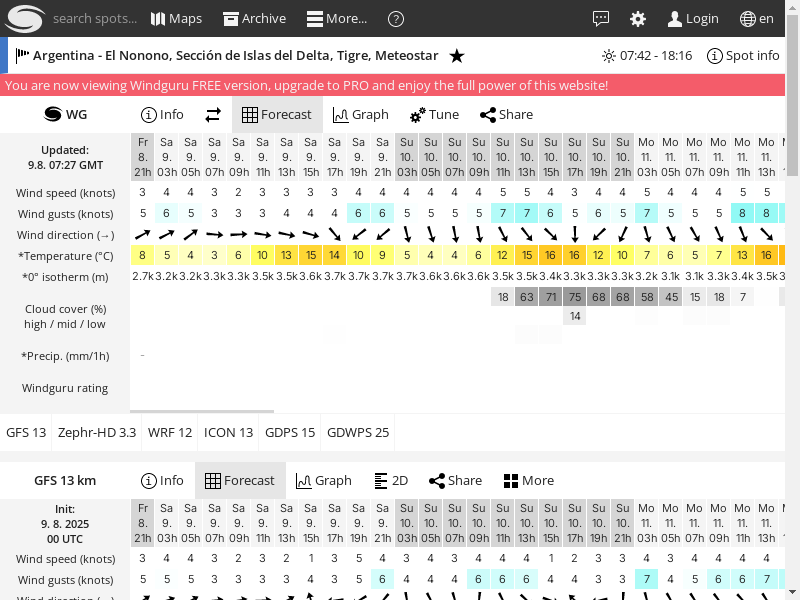 search spots...
Maps
Archive
More...
?
Login
en
Argentina - El Nonono, Sección de Islas del Delta, Tigre, Meteostar
07:42 - 18:16
Spot info
You are now viewing Windguru FREE version, upgrade to PRO and enjoy the full power of this website!
WG
Info
Forecast
Graph
Tune
Share
Updated:
9.8. 07:27 GMT
Fr Sa Sa Sa Sa Sa Sa Sa Sa Sa Sa Su Su Su Su Su Su Su Su Su Su Mo Mo Mo Mo Mo Mo
8. 9. 9. 9. 9. 9. 9. 9. 9. 9. 9. 10. 10. 10. 10. 10. 10. 10. 10. 10. 10. 11. 11. 11. 11. 11. 11.
21h 03h 05h 07h 09h 11h 13h 15h 17h 19h 21h 03h 05h 07h 09h 11h 13h 15h 17h 19h 21h 03h 05h 07h 09h 11h 13h
Wind speed (knots) 3 4 4 3 2 3 3 3 3 4 4 4 4 4 4 5 5 4 3 4 4 5 4 4 4 5 5
Wind gusts (knots) 5 6 5 3 3 3 4 4 4 6 6 5 5 5 5 7 7 6 5 6 5 7 5 5 5 8 8
Wind direction (→)
*Temperature (°C) 8 5 4 3 6 10 13 15 14 10 9 5 4 4 6 12 15 16 16 12 10 7 6 5 7 13 16
*0° isotherm (m) 2.7k 3.2k 3.2k 3.3k 3.3k 3.5k 3.5k 3.6k 3.7k 3.7k 3.7k 3.7k 3.6k 3.6k 3.6k 3.5k 3.5k 3.4k 3.3k 3.3k 3.3k 3.2k 3.1k 3.1k 3.3k 3.4k 3.5k
Cloud cover (%)
high / mid / low
18 63 71 75 68 68 58 45 15 18 7
14
*Precip. (mm/1h) -
Windguru rating
GFS 13
Zephr-HD 3.3
WRF 12
ICON 13
GDPS 15
GDWPS 25
GFS 13 km
Info
Forecast
Graph
2D
Share
More
Init:
9. 8. 2025
00 UTC
Fr Sa Sa Sa Sa Sa Sa Sa Sa Sa Sa Su Su Su Su Su Su Su Su Su Su Mo Mo Mo Mo Mo Mo
8. 9. 9. 9. 9. 9. 9. 9. 9. 9. 9. 10. 10. 10. 10. 10. 10. 10. 10. 10. 10. 11. 11. 11. 11. 11. 11.
21h 03h 05h 07h 09h 11h 13h 15h 17h 19h 21h 03h 05h 07h 09h 11h 13h 15h 17h 19h 21h 03h 05h 07h 09h 11h 13h
Wind speed (knots) 3 4 4 3 2 3 2 1 3 5 4 3 4 3 4 4 4 1 2 3 3 4 3 4 4 4 4
Wind gusts (knots) 5 5 5 3 3 3 3 4 3 5 6 4 4 4 6 6 6 4 4 3 3 7 4 5 6 6 7